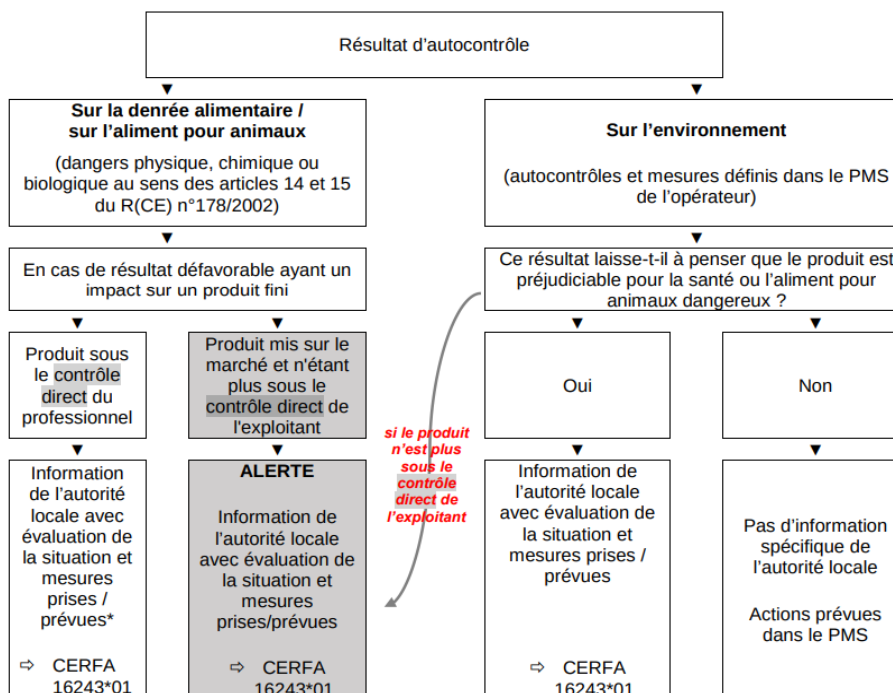 Résultat d'autocontrôle
Sur la denrée alimentaire /
sur l'aliment pour animaux
(dangers physique, chimique ou
biologique au sens des articles 14 et 15
du R(CE) n°178/2002)
Sur l'environnement
(autocontrôles et mesures définis dans le PMS
de l'opérateur)
En cas de résultat défavorable ayant un
impact sur un produit fini
Ce résultat laisse-t-il à penser que le produit est
préjudiciable pour la santé ou l'aliment pour
animaux dangereux ?
Produit sous
le contrôle
direct du
professionnel
Produit mis sur le
marché et n'étant
plus sous le
contrôle direct de
l'exploitant
si le produit
n'est plus
sous le
contrôle
direct de
l'exploitant
Oui
Non
Information
de l'autorité
locale avec
évaluation de
la situation et
mesures
prises /
prévues*
⇨ CERFA
16243*01
ALERTE
Information de
l'autorité locale
avec évaluation de
la situation et
mesures
prises/prévues
⇨ CERFA
16243*01
Information de
l'autorité locale
avec évaluation de
la situation et
mesures prises /
prévues
⇨ CERFA
16243*01
Pas d'information
spécifique de
l'autorité locale
Actions prévues
dans le PMS